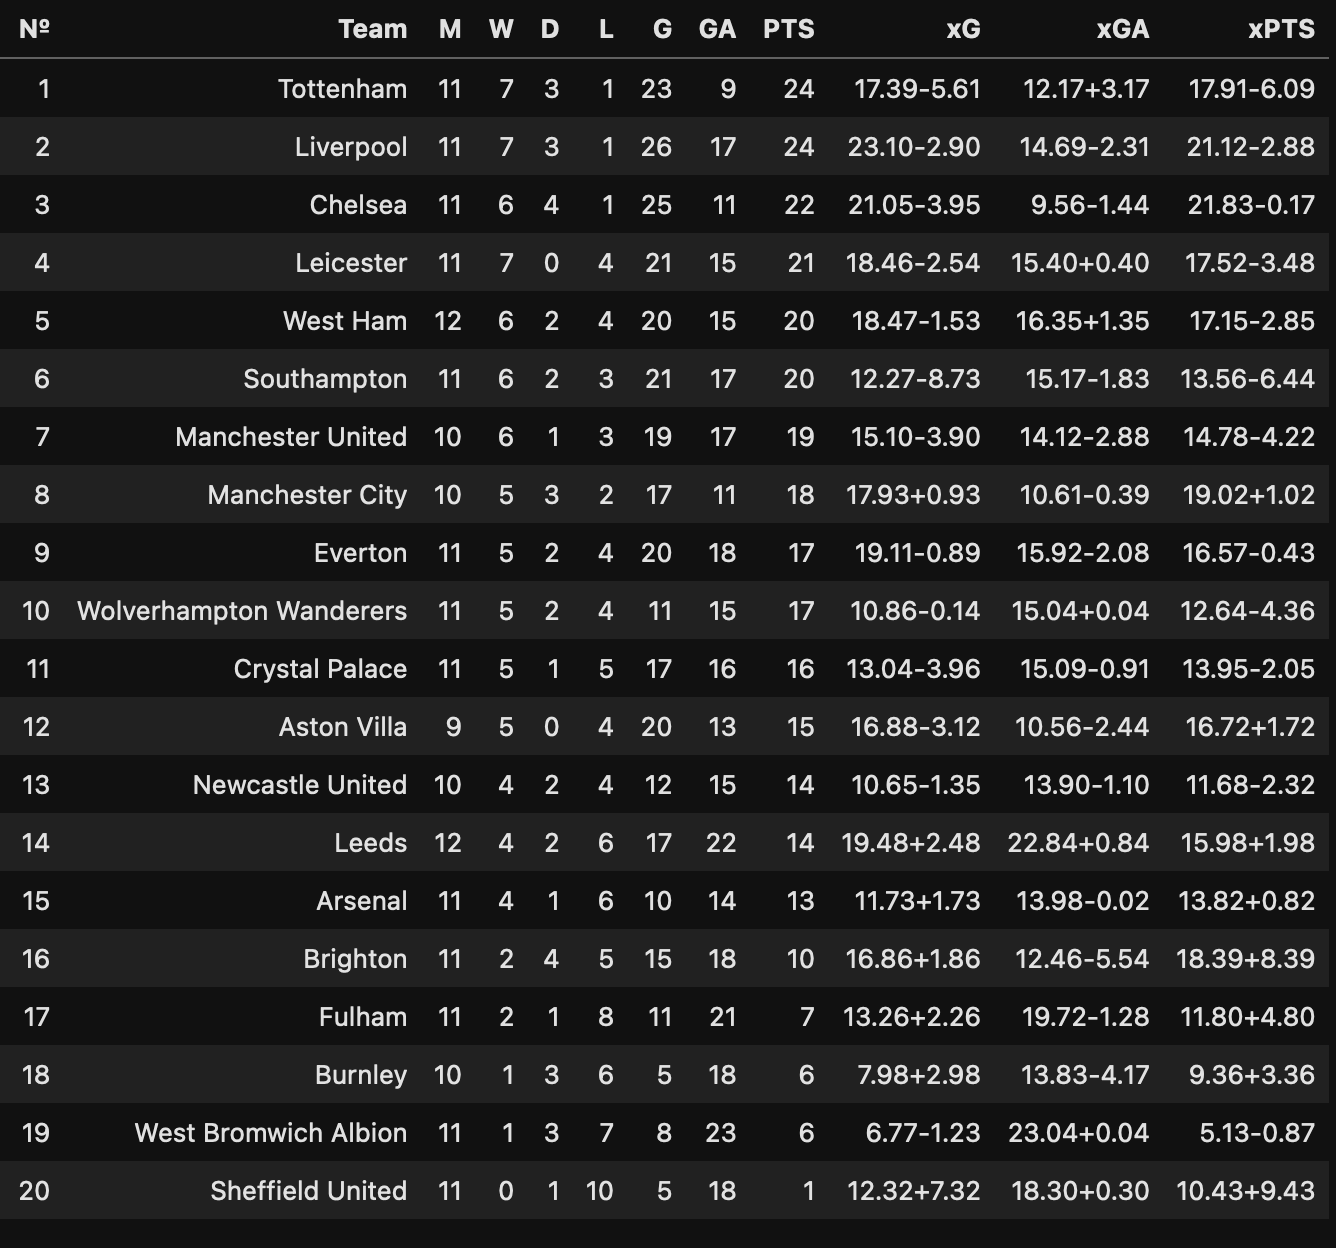 Nº Team M W D L G GA PTS xG xGA xPTS
1 Tottenham 11 7 3 1 23 9 24 17.39-5.61 12.17+3.17 17.91-6.09
2 Liverpool 11 7 3 1 26 17 24 23.10-2.90 14.69-2.31 21.12-2.88
3 Chelsea 11 6 4 1 25 11 22 21.05-3.95 9.56-1.44 21.83-0.17
4 Leicester 11 7 0 4 21 15 21 18.46-2.54 15.40+0.40 17.52-3.48
5 West Ham 12 6 2 4 20 15 20 18.47-1.53 16.35+1.35 17.15-2.85
6 Southampton 11 6 2 3 21 17 20 12.27-8.73 15.17-1.83 13.56-6.44
7 Manchester United 10 6 1 3 19 17 19 15.10-3.90 14.12-2.88 14.78-4.22
8 Manchester City 10 5 3 2 17 11 18 17.93+0.93 10.61-0.39 19.02+1.02
9 Everton 11 5 2 4 20 18 17 19.11-0.89 15.92-2.08 16.57-0.43
10 Wolverhampton Wanderers 11 5 2 4 11 15 17 10.86-0.14 15.04+0.04 12.64-4.36
11 Crystal Palace 11 5 1 5 17 16 16 13.04-3.96 15.09-0.91 13.95-2.05
12 Aston Villa 9 5 0 4 20 13 15 16.88-3.12 10.56-2.44 16.72+1.72
13 Newcastle United 10 4 2 4 12 15 14 10.65-1.35 13.90-1.10 11.68-2.32
14 Leeds 12 4 2 6 17 22 14 19.48+2.48 22.84+0.84 15.98+1.98
15 Arsenal 11 4 1 6 10 14 13 11.73+1.73 13.98-0.02 13.82+0.82
16 Brighton 11 2 4 5 15 18 10 16.86+1.86 12.46-5.54 18.39+8.39
17 Fulham 11 2 1 8 11 21 7 13.26+2.26 19.72-1.28 11.80+4.80
18 Burnley 10 1 3 6 5 18 6 7.98+2.98 13.83-4.17 9.36+3.36
19 West Bromwich Albion 11 1 3 7 8 23 6 6.77-1.23 23.04+0.04 5.13-0.87
20 Sheffield United 11 0 1 10 5 18 1 12.32+7.32 18.30+0.30 10.43+9.43